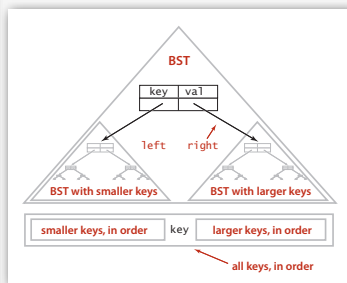 BST
key val
left right
BST with smaller keys BST with larger keys
smaller keys, in order key larger keys, in order
all keys, in order